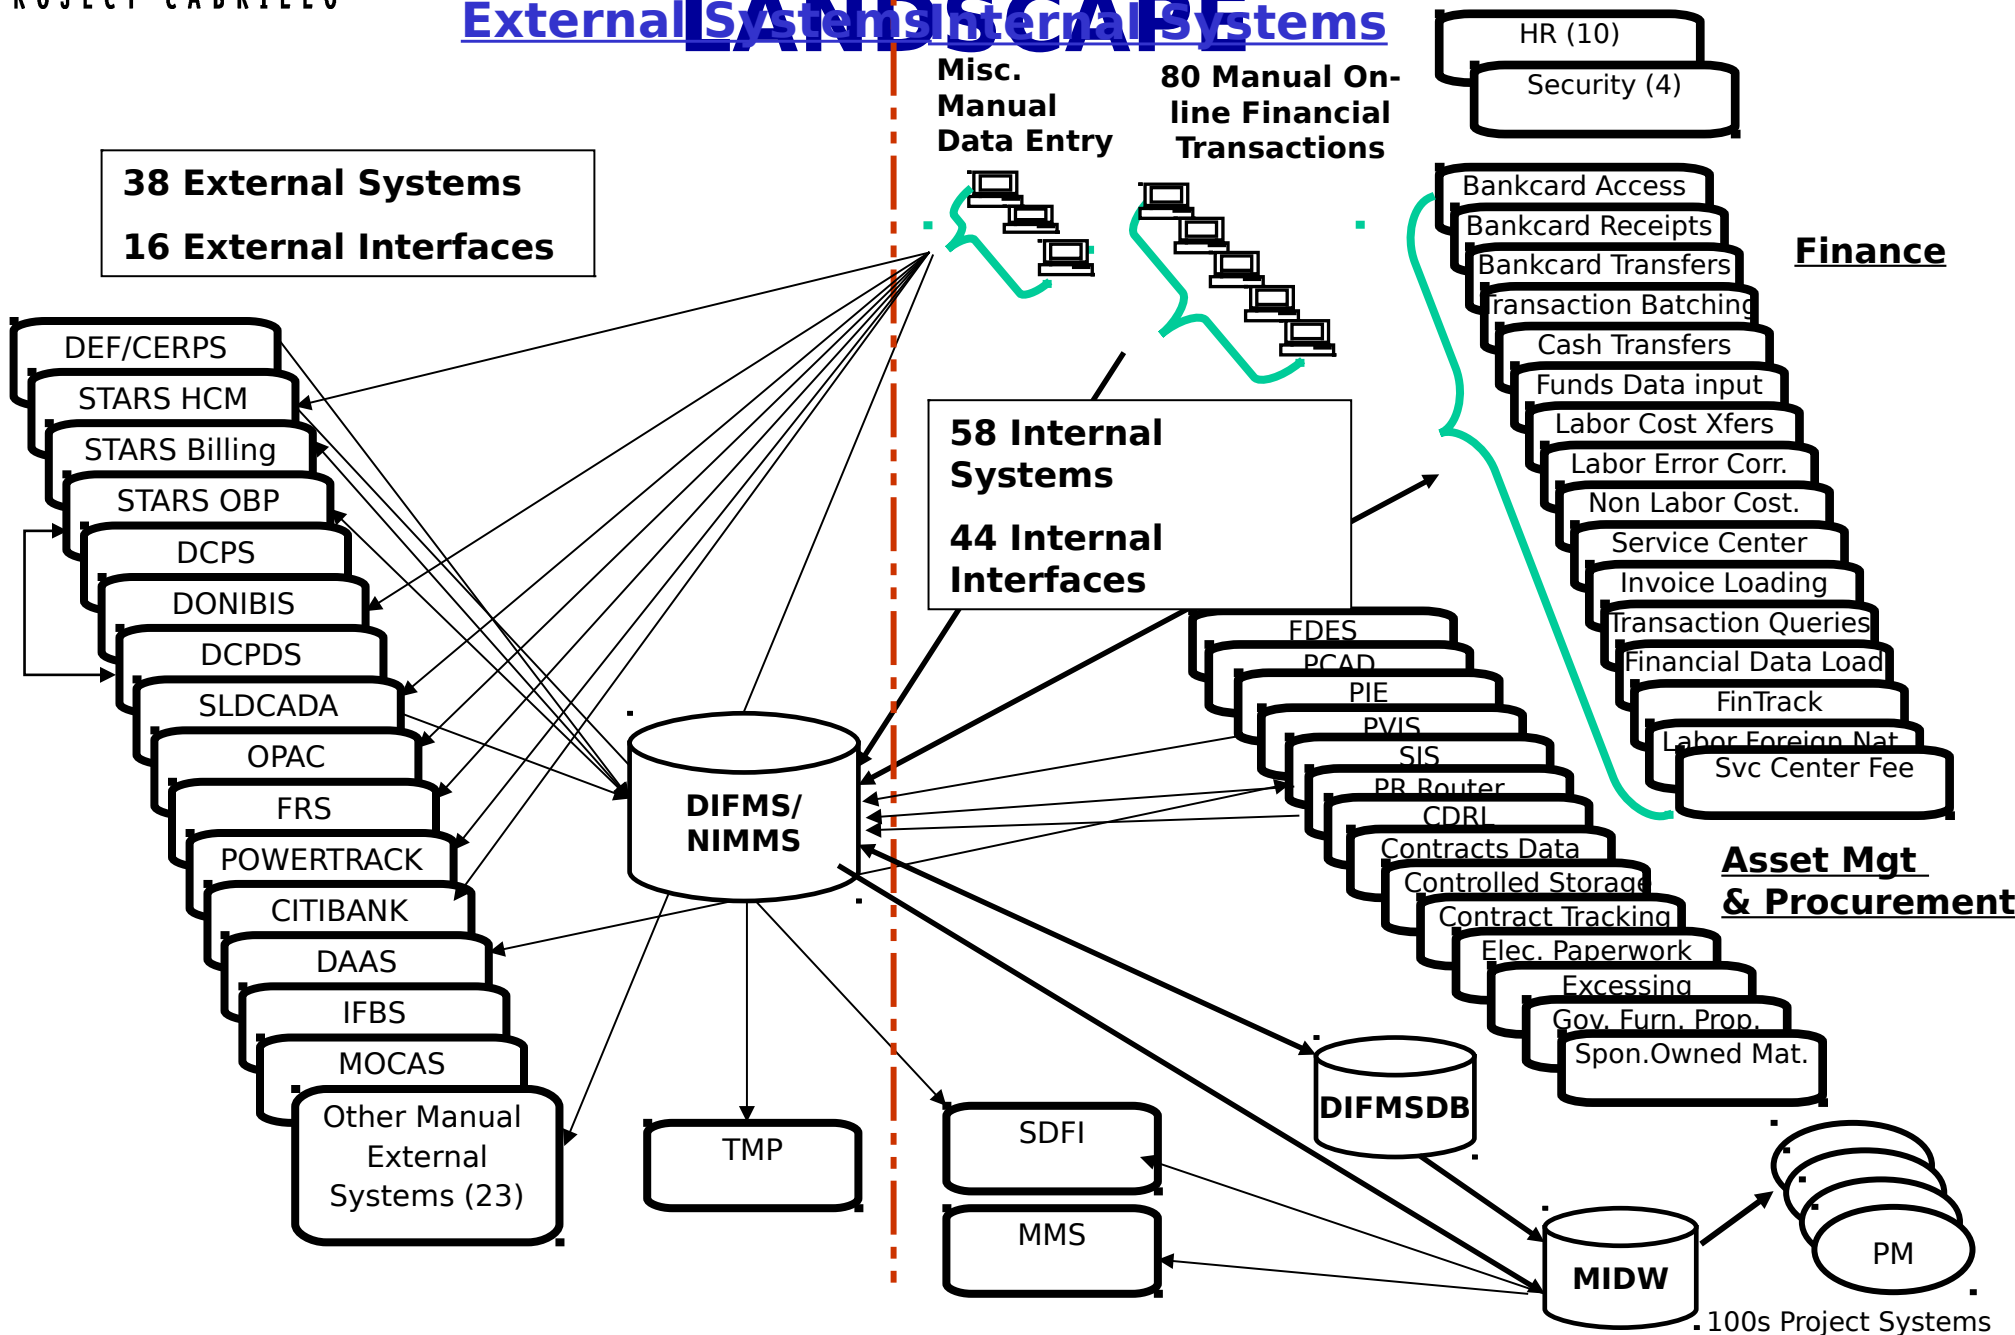 PROJECT CABRILLO
LANDSCAPE
External Systems
Internal Systems
38 External Systems
16 External Interfaces
Misc.
Manual
Data Entry
80 Manual On-
line Financial
Transactions
HR (10)
Security (4)
Bankcard Access
Bankcard Receipts
Bankcard Transfers
Transaction Batching
Cash Transfers
Funds Data input
Labor Cost Xfers
Labor Error Corr.
Non Labor Cost.
Service Center
Invoice Loading
Transaction Queries
Financial Data Load
FinTrack
Labor Foreign Nat
Svc Center Fee
Finance
DEF/CERPS
STARS HCM
STARS Billing
STARS OBP
DCPS
DONIBIS
DCPDS
SLDCADA
OPAC
FRS
POWERTRACK
CITIBANK
DAAS
IFBS
MOCAS
Other Manual
External
Systems (23)
58 Internal
Systems
44 Internal
Interfaces
DIFMS/
NIMMS
FDES
PCAD
PIE
PVIS
SIS
PR Router
CDRL
Contracts Data
Controlled Storage
Contract Tracking
Elec. Paperwork
Excessing
Gov. Furn. Prop.
Spon.Owned Mat.
Asset Mgt
& Procurement
TMP
SDFI
MMS
DIFMSDB
MIDW
PM
100s Project Systems